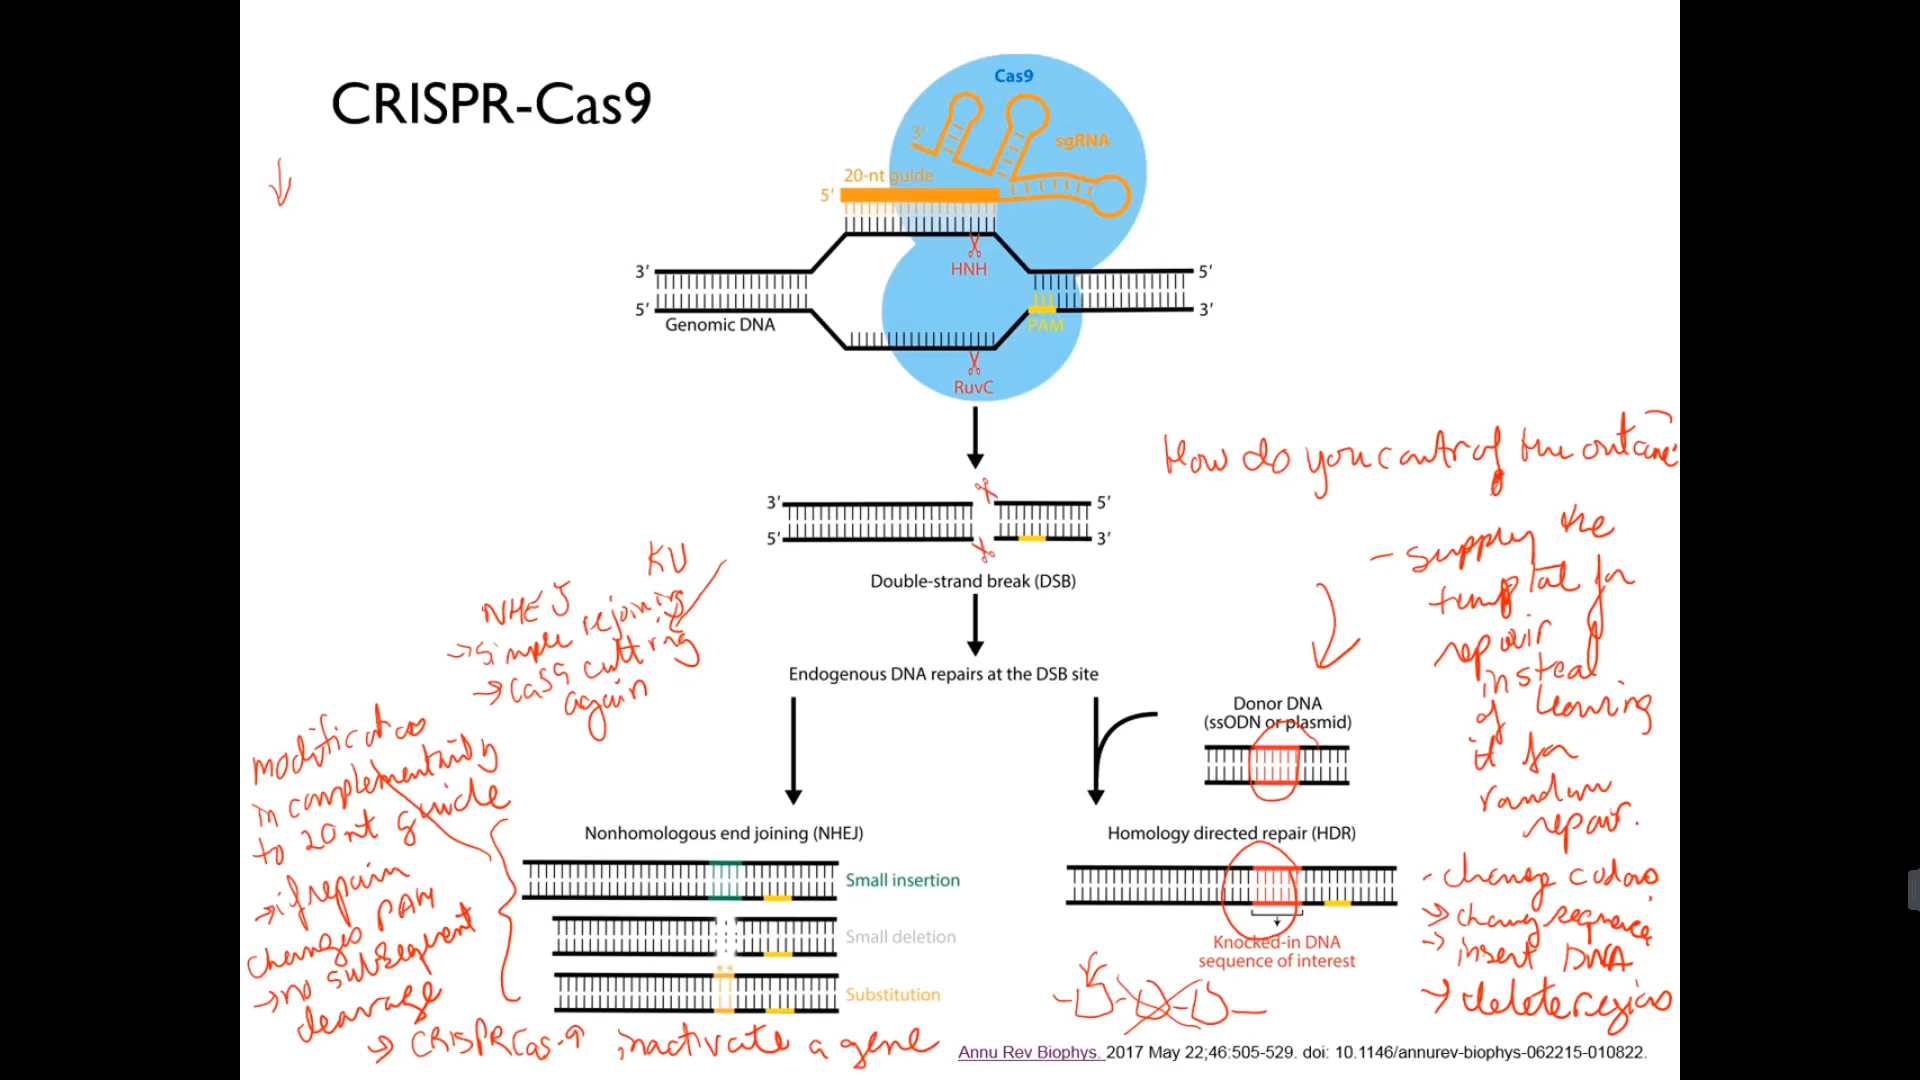 CRISPR-Cas9
Cas9
3'
sgRNA
20-nt guide
5'
HNH
3'
5'
5'
3'
Genomic DNA
PAM
RuvC
How do you control the outcome
3'
5'
5'
3'
Double-strand break (DSB)
KU
NHEJ
→ simple rejoining
→ Cas9 cutting
again
- supply the
template for
repair
instead
of leaving
it for
random
repair.
Endogenous DNA repairs at the DSB site
Donor DNA
(ssODN or plasmid)
modifications
in complementarity
to 20 nt guide
→ if repair
changes PAM
→ no subsequent
cleavage
→ CRISPR Cas-9 inactivate a gene
Nonhomologous end joining (NHEJ)
Small insertion
Small deletion
Substitution
Homology directed repair (HDR)
Knocked-in DNA
sequence of interest
- change codons
→ change sequence
→ insert DNA
→ delete regions
Annu Rev Biophys. 2017 May 22;46:505-529. doi: 10.1146/annurev-biophys-062215-010822.